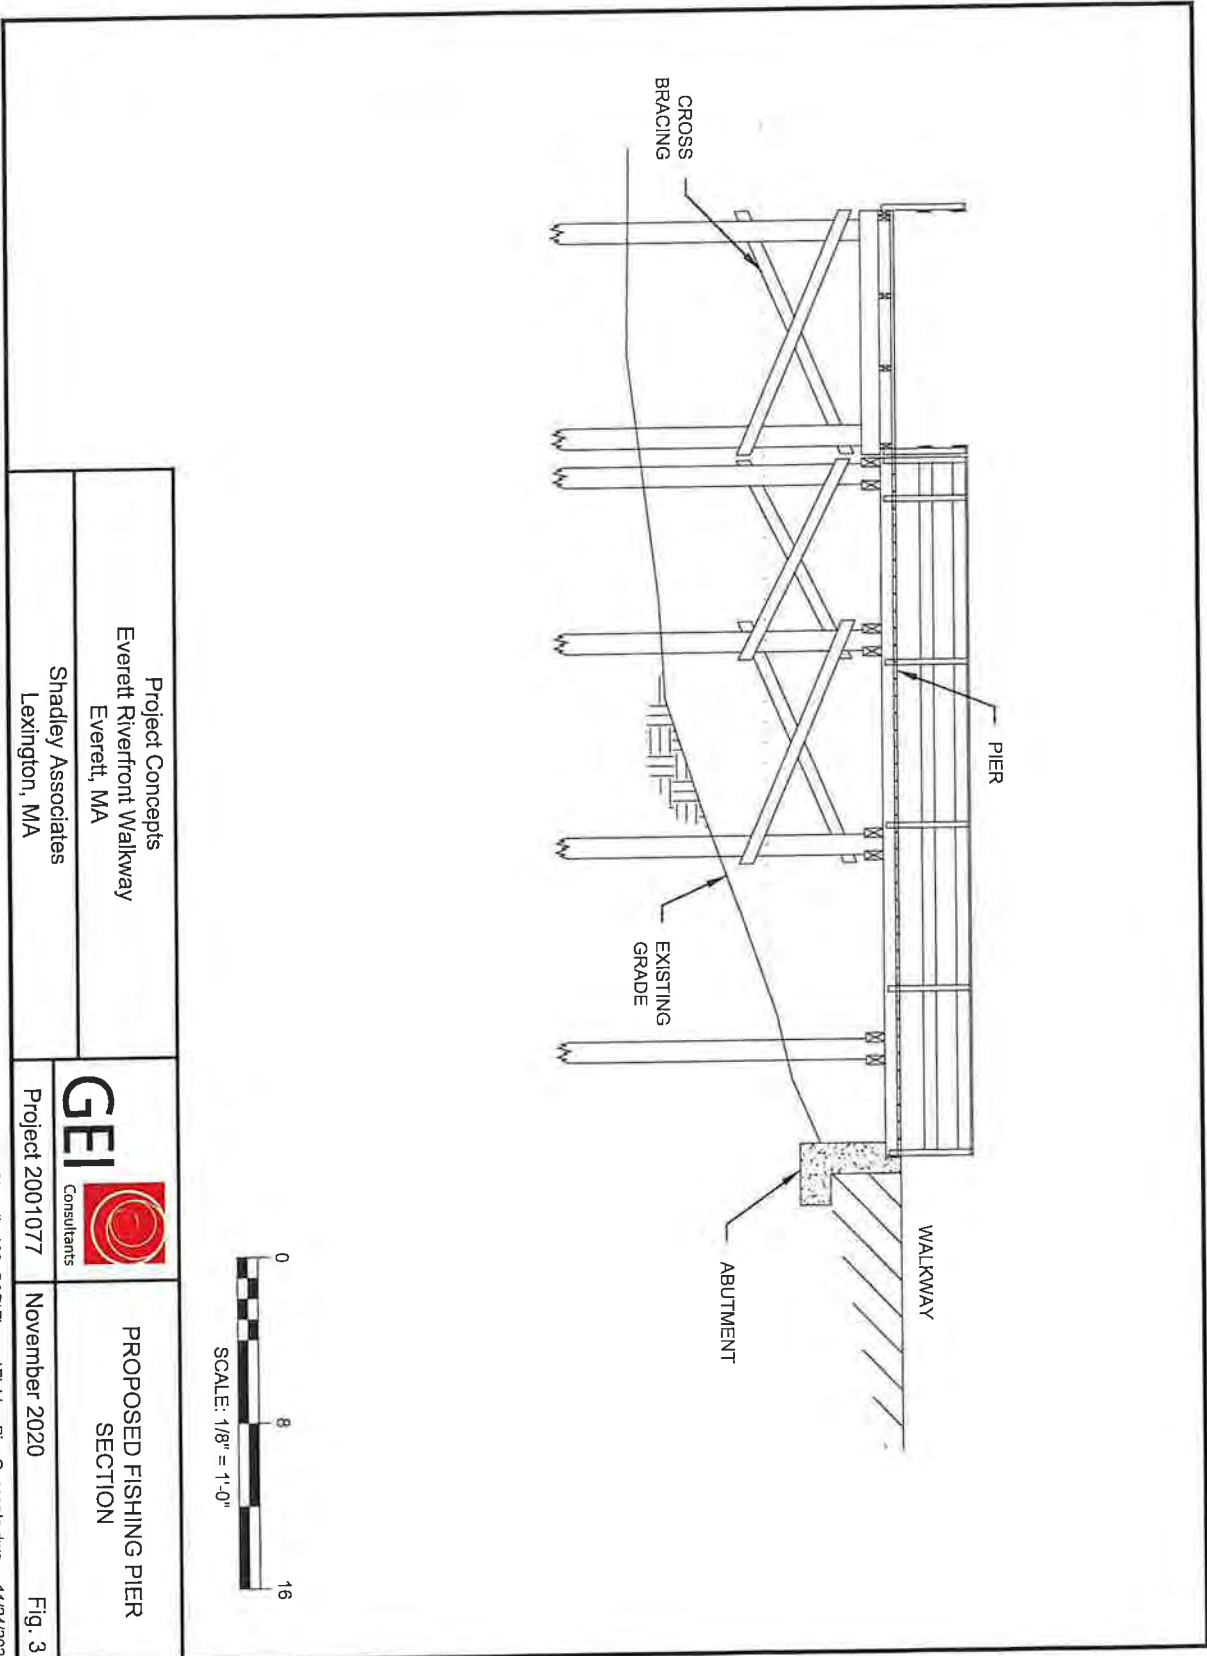 CROSS
BRACING
PIER
EXISTING
GRADE
WALKWAY
ABUTMENT
0
8
16
SCALE: 1/8" = 1'-0"
Project Concepts
Everett Riverfront Walkway
Everett, MA
Shadley Associates
Lexington, MA
GEI
Consultants
Project 2001077
PROPOSED FISHING PIER
SECTION
November 2020
Fig. 3